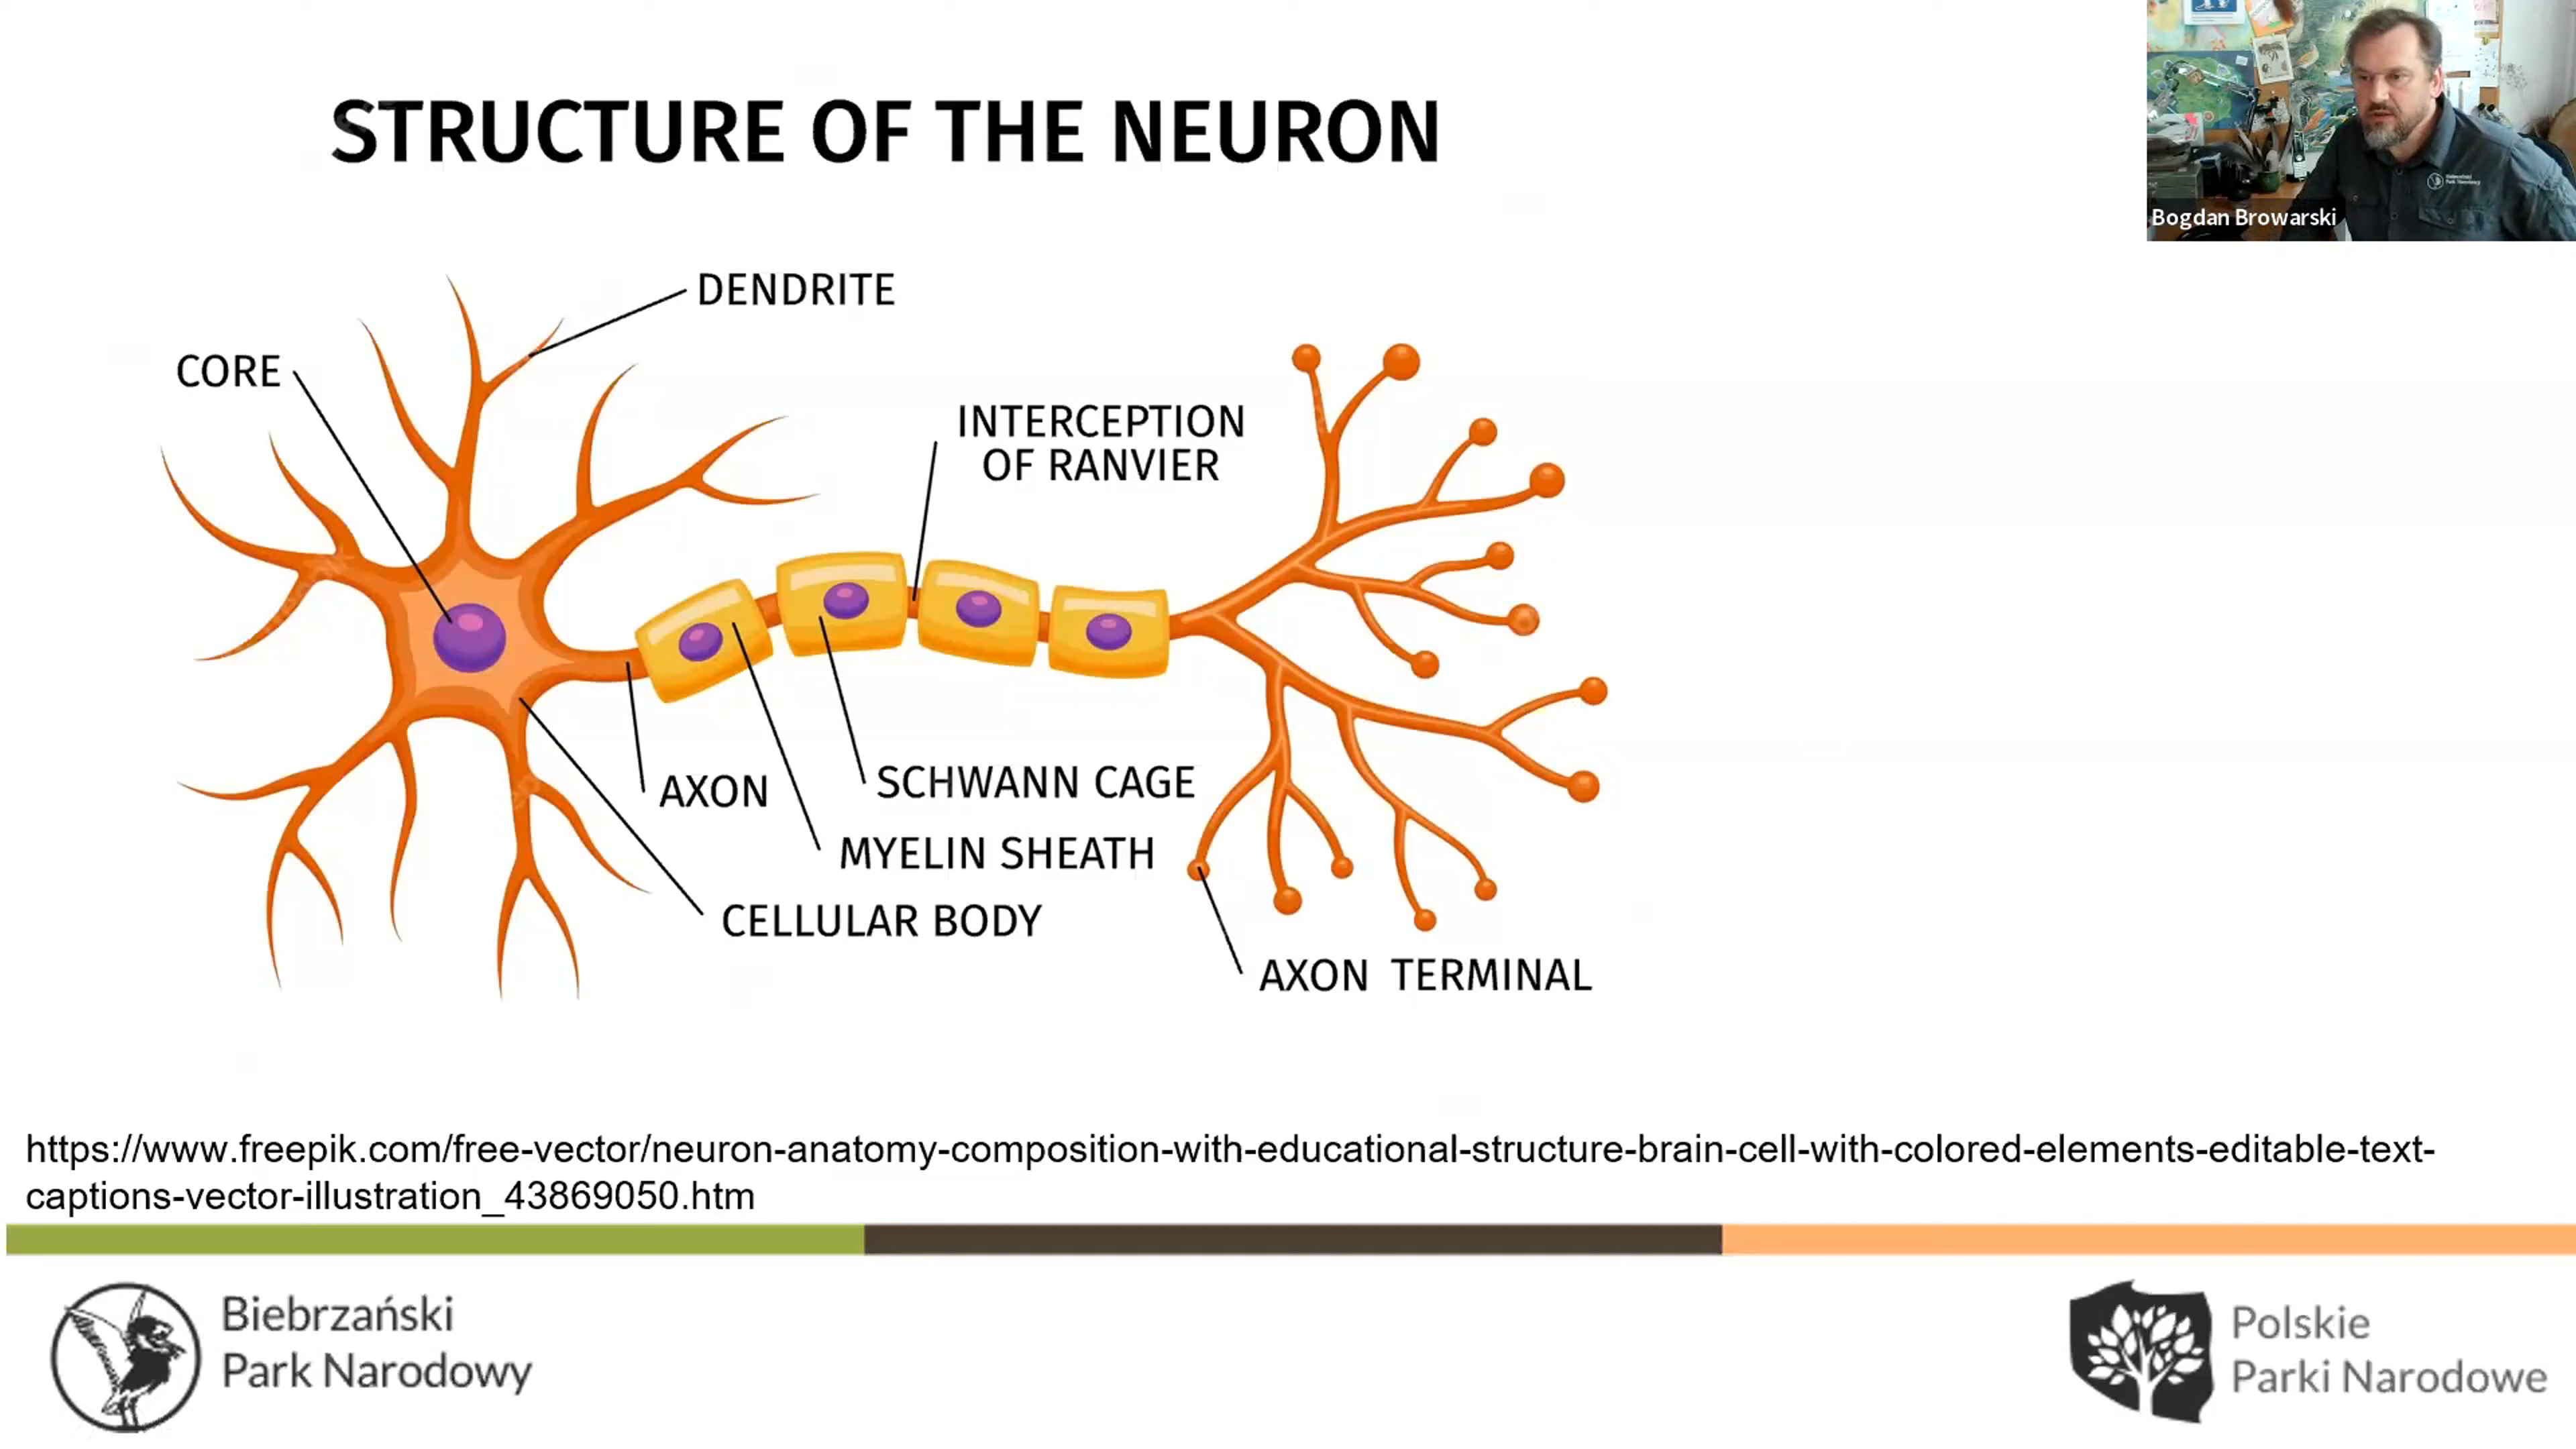 STRUCTURE OF THE NEURON
Bogdan Browarski
DENDRITE
CORE
INTERCEPTION
OF RANVIER
AXON
SCHWANN CAGE
MYELIN SHEATH
CELLULAR BODY
AXON TERMINAL
https://www.freepik.com/free-vector/neuron-anatomy-composition-with-educational-structure-brain-cell-with-colored-elements-editable-text-
captions-vector-illustration_43869050.htm
Biebrzański
Park Narodowy
Polskie
Parki Narodowe